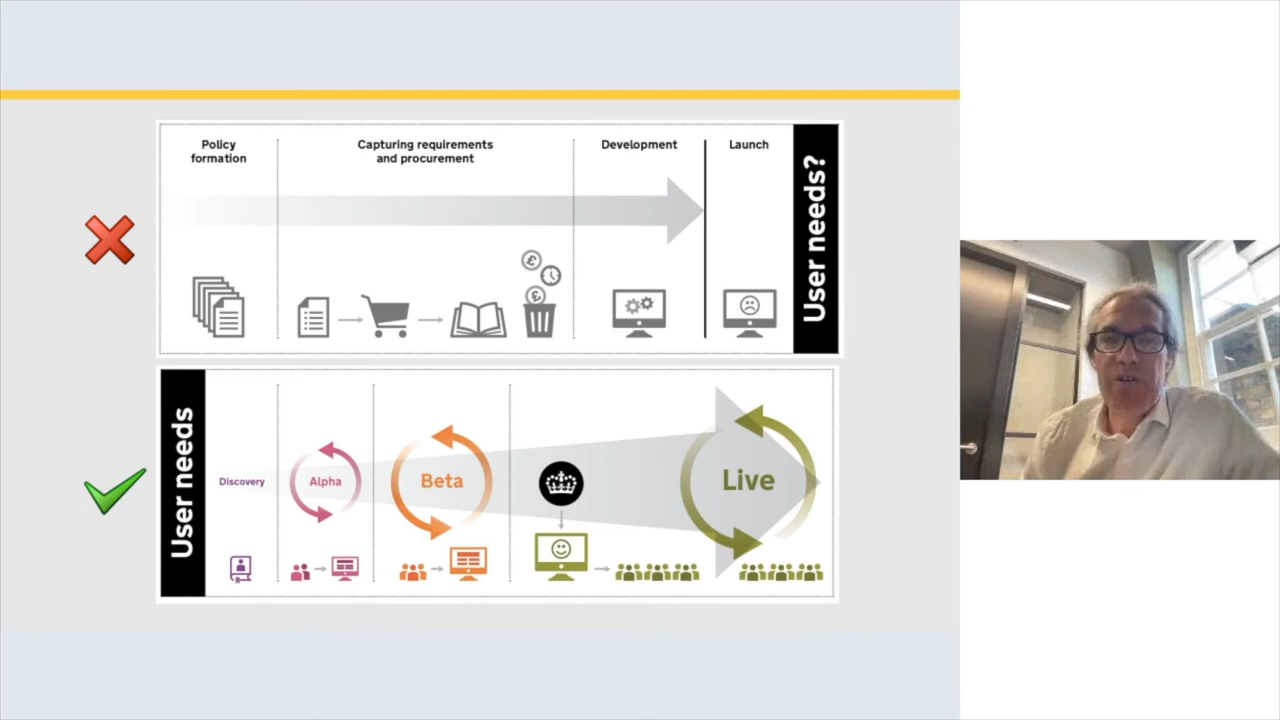 Policy
formation
Capturing requirements
and procurement
Development
Launch
User needs?
£
£
User needs
Discovery
Alpha
Beta
Live